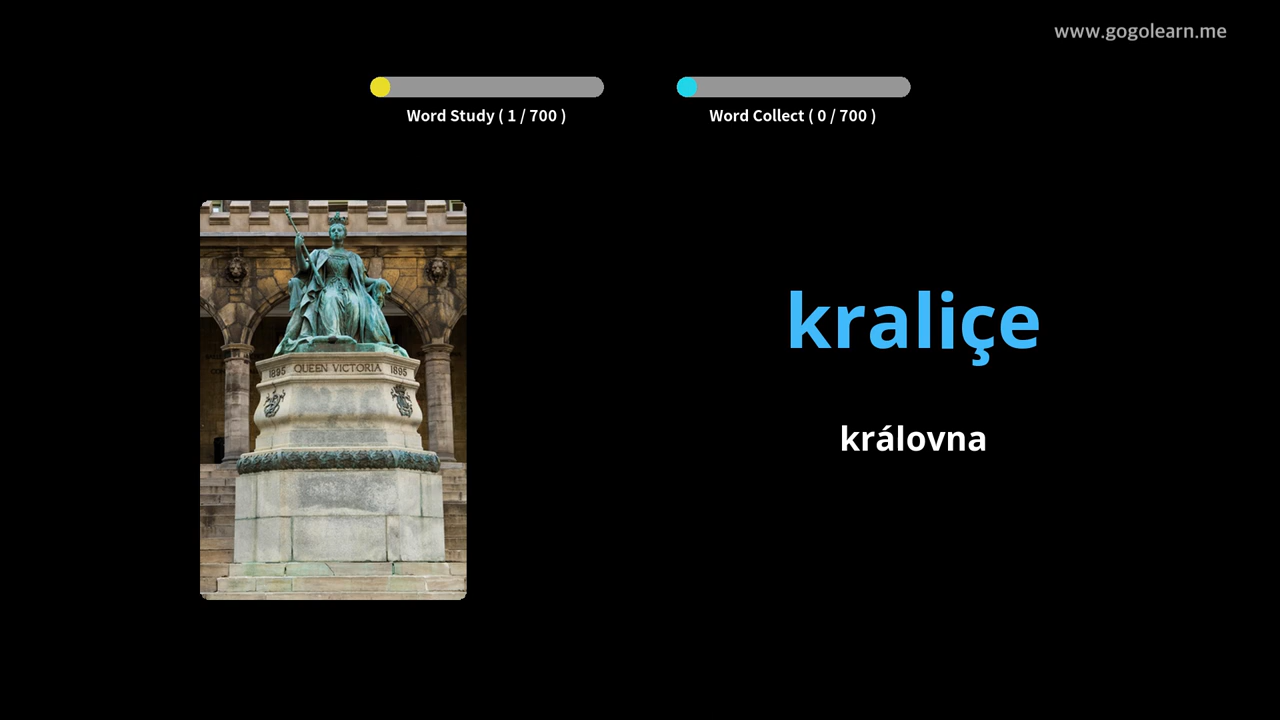 www.gogolearn.me
Word Study ( 1 / 700 )
Word Collect ( 0 / 700 )
1895 QUEEN VICTORIA 1895
kraliçe
královna